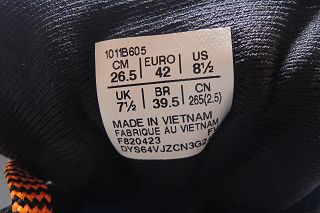 1011B605
CM EURO US
26.5 42 8½
UK BR CN
7½ 39.5 265(2.5)
MADE IN VIETNAM
FABRIQUE AU VIETNAM
F820423